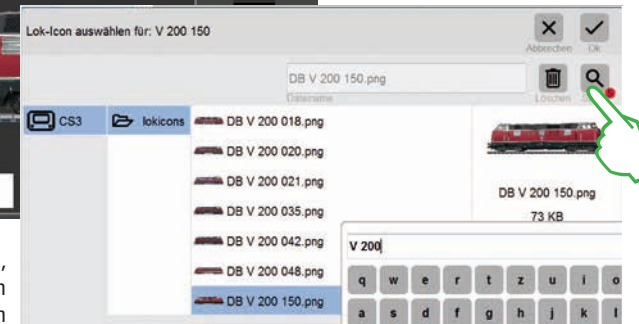 Lok-Icon auswählen für: V 200 150
Abbrechen Ok
DB V 200 150.png
Dateiname
Löschen
CS3
lokicons
DB V 200 018.png
DB V 200 020.png
DB V 200 021.png
DB V 200 035.png
DB V 200 042.png
DB V 200 048.png
DB V 200 150.png
DB V 200 150.png
73 KB
V 200
q w e r t z u i o
a s d f g h j k l